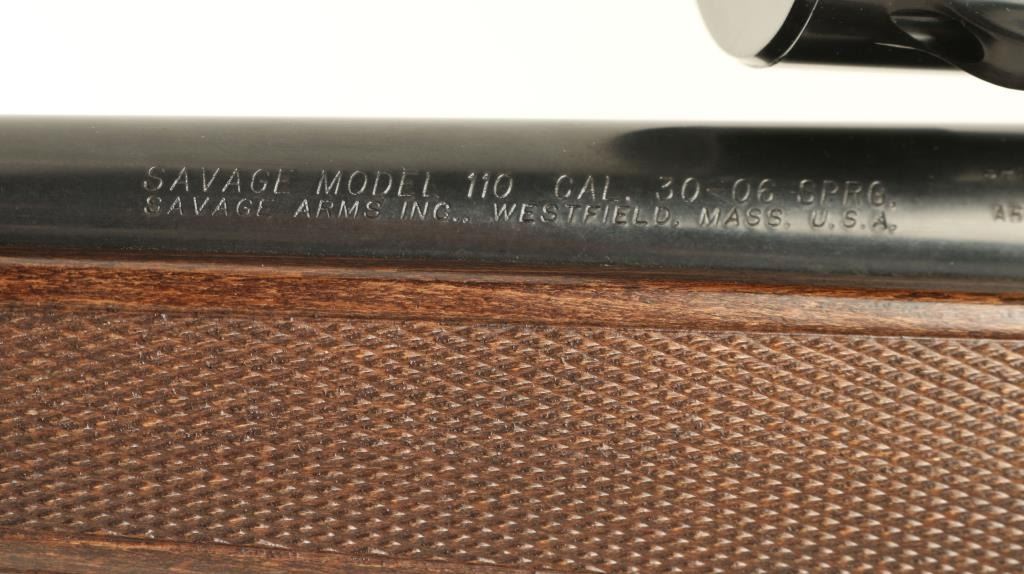 SAVAGE MODEL 110 CAL. 30-06 SPRG.
SAVAGE ARMS INC., WESTFIELD, MASS. U.S.A.